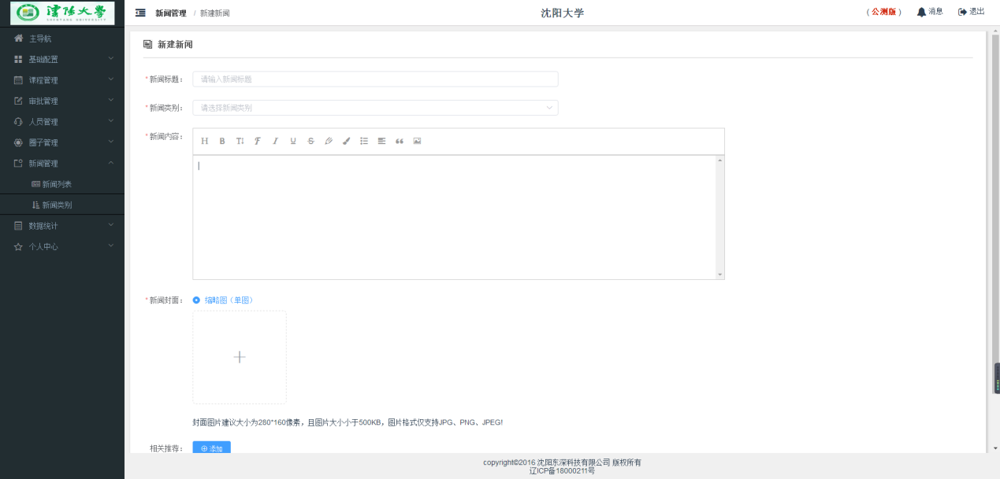 沈阳大学
SHENYANG UNIVERSITY
主导航
基础配置
课程管理
审批管理
人员管理
圈子管理
新闻管理
新闻列表
新闻类别
数据统计
个人中心
新闻管理 / 新建新闻
沈阳大学
（ 公测版 ） 消息 退出
新建新闻
*新闻标题： 请输入新闻标题
*新闻类别： 请选择新闻类别
*新闻内容：
H B T I U S
*新闻封面： 缩略图（单图）
封面图片建议大小为280*160像素，且图片大小小于500KB，图片格式仅支持JPG、PNG、JPEG!
相关推荐： 添加
copyright©2016 沈阳东深科技有限公司 版权所有
辽ICP备18000211号